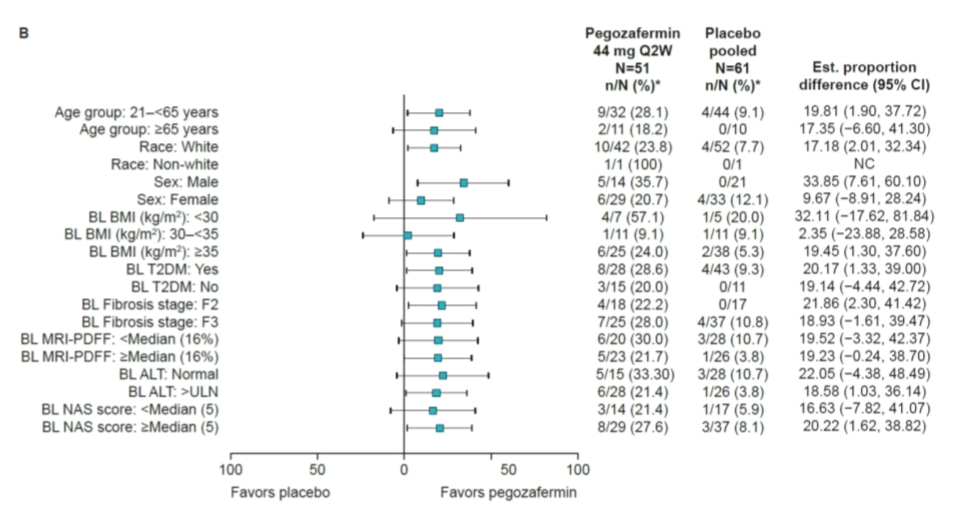 B
Pegozafermin Placebo
44 mg Q2W pooled
N=51 N=61 Est. proportion
n/N (%)* n/N (%)* difference (95% CI)
Age group: 21–<65 years 9/32 (28.1) 4/44 (9.1) 19.81 (1.90, 37.72)
Age group: ≥65 years 2/11 (18.2) 0/10 17.35 (−6.60, 41.30)
Race: White 10/42 (23.8) 4/52 (7.7) 17.18 (2.01, 32.34)
Race: Non-white 1/1 (100) 0/1 NC
Sex: Male 5/14 (35.7) 0/21 33.85 (7.61, 60.10)
Sex: Female 6/29 (20.7) 4/33 (12.1) 9.67 (−8.91, 28.24)
BL BMI (kg/m²): <30 4/7 (57.1) 1/5 (20.0) 32.11 (−17.62, 81.84)
BL BMI (kg/m²): 30–<35 1/11 (9.1) 1/11 (9.1) 2.35 (−23.88, 28.58)
BL BMI (kg/m²): ≥35 6/25 (24.0) 2/38 (5.3) 19.45 (1.30, 37.60)
BL T2DM: Yes 8/28 (28.6) 4/43 (9.3) 20.17 (1.33, 39.00)
BL T2DM: No 3/15 (20.0) 0/11 19.14 (−4.44, 42.72)
BL Fibrosis stage: F2 4/18 (22.2) 0/17 21.86 (2.30, 41.42)
BL Fibrosis stage: F3 7/25 (28.0) 4/37 (10.8) 18.93 (−1.61, 39.47)
BL MRI-PDFF: <Median (16%) 6/20 (30.0) 3/28 (10.7) 19.52 (−3.32, 42.37)
BL MRI-PDFF: ≥Median (16%) 5/23 (21.7) 1/26 (3.8) 19.23 (−0.24, 38.70)
BL ALT: Normal 5/15 (33.30) 3/28 (10.7) 22.05 (−4.38, 48.49)
BL ALT: >ULN 6/28 (21.4) 1/26 (3.8) 18.58 (1.03, 36.14)
BL NAS score: <Median (5) 3/14 (21.4) 1/17 (5.9) 16.63 (−7.82, 41.07)
BL NAS score: ≥Median (5) 8/29 (27.6) 3/37 (8.1) 20.22 (1.62, 38.82)
100 50 0 50 100
Favors placebo Favors pegozafermin